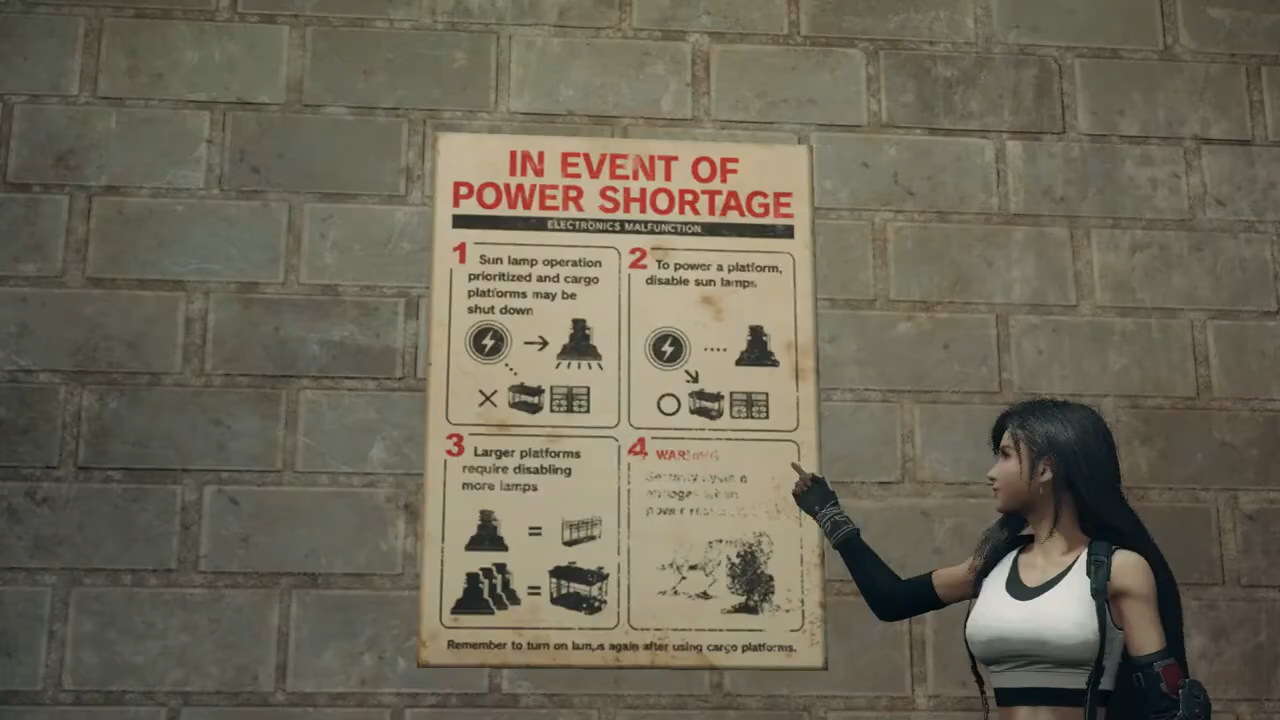 IN EVENT OF
POWER SHORTAGE
ELECTRONICS MALFUNCTION
1 Sun lamp operation
prioritized and cargo
platforms may be
shut down
2 To power a platform,
disable sun lamps
3 Larger platforms
require disabling
more lamps
4 WARNING
Remember to turn on lamps again after using cargo platforms.